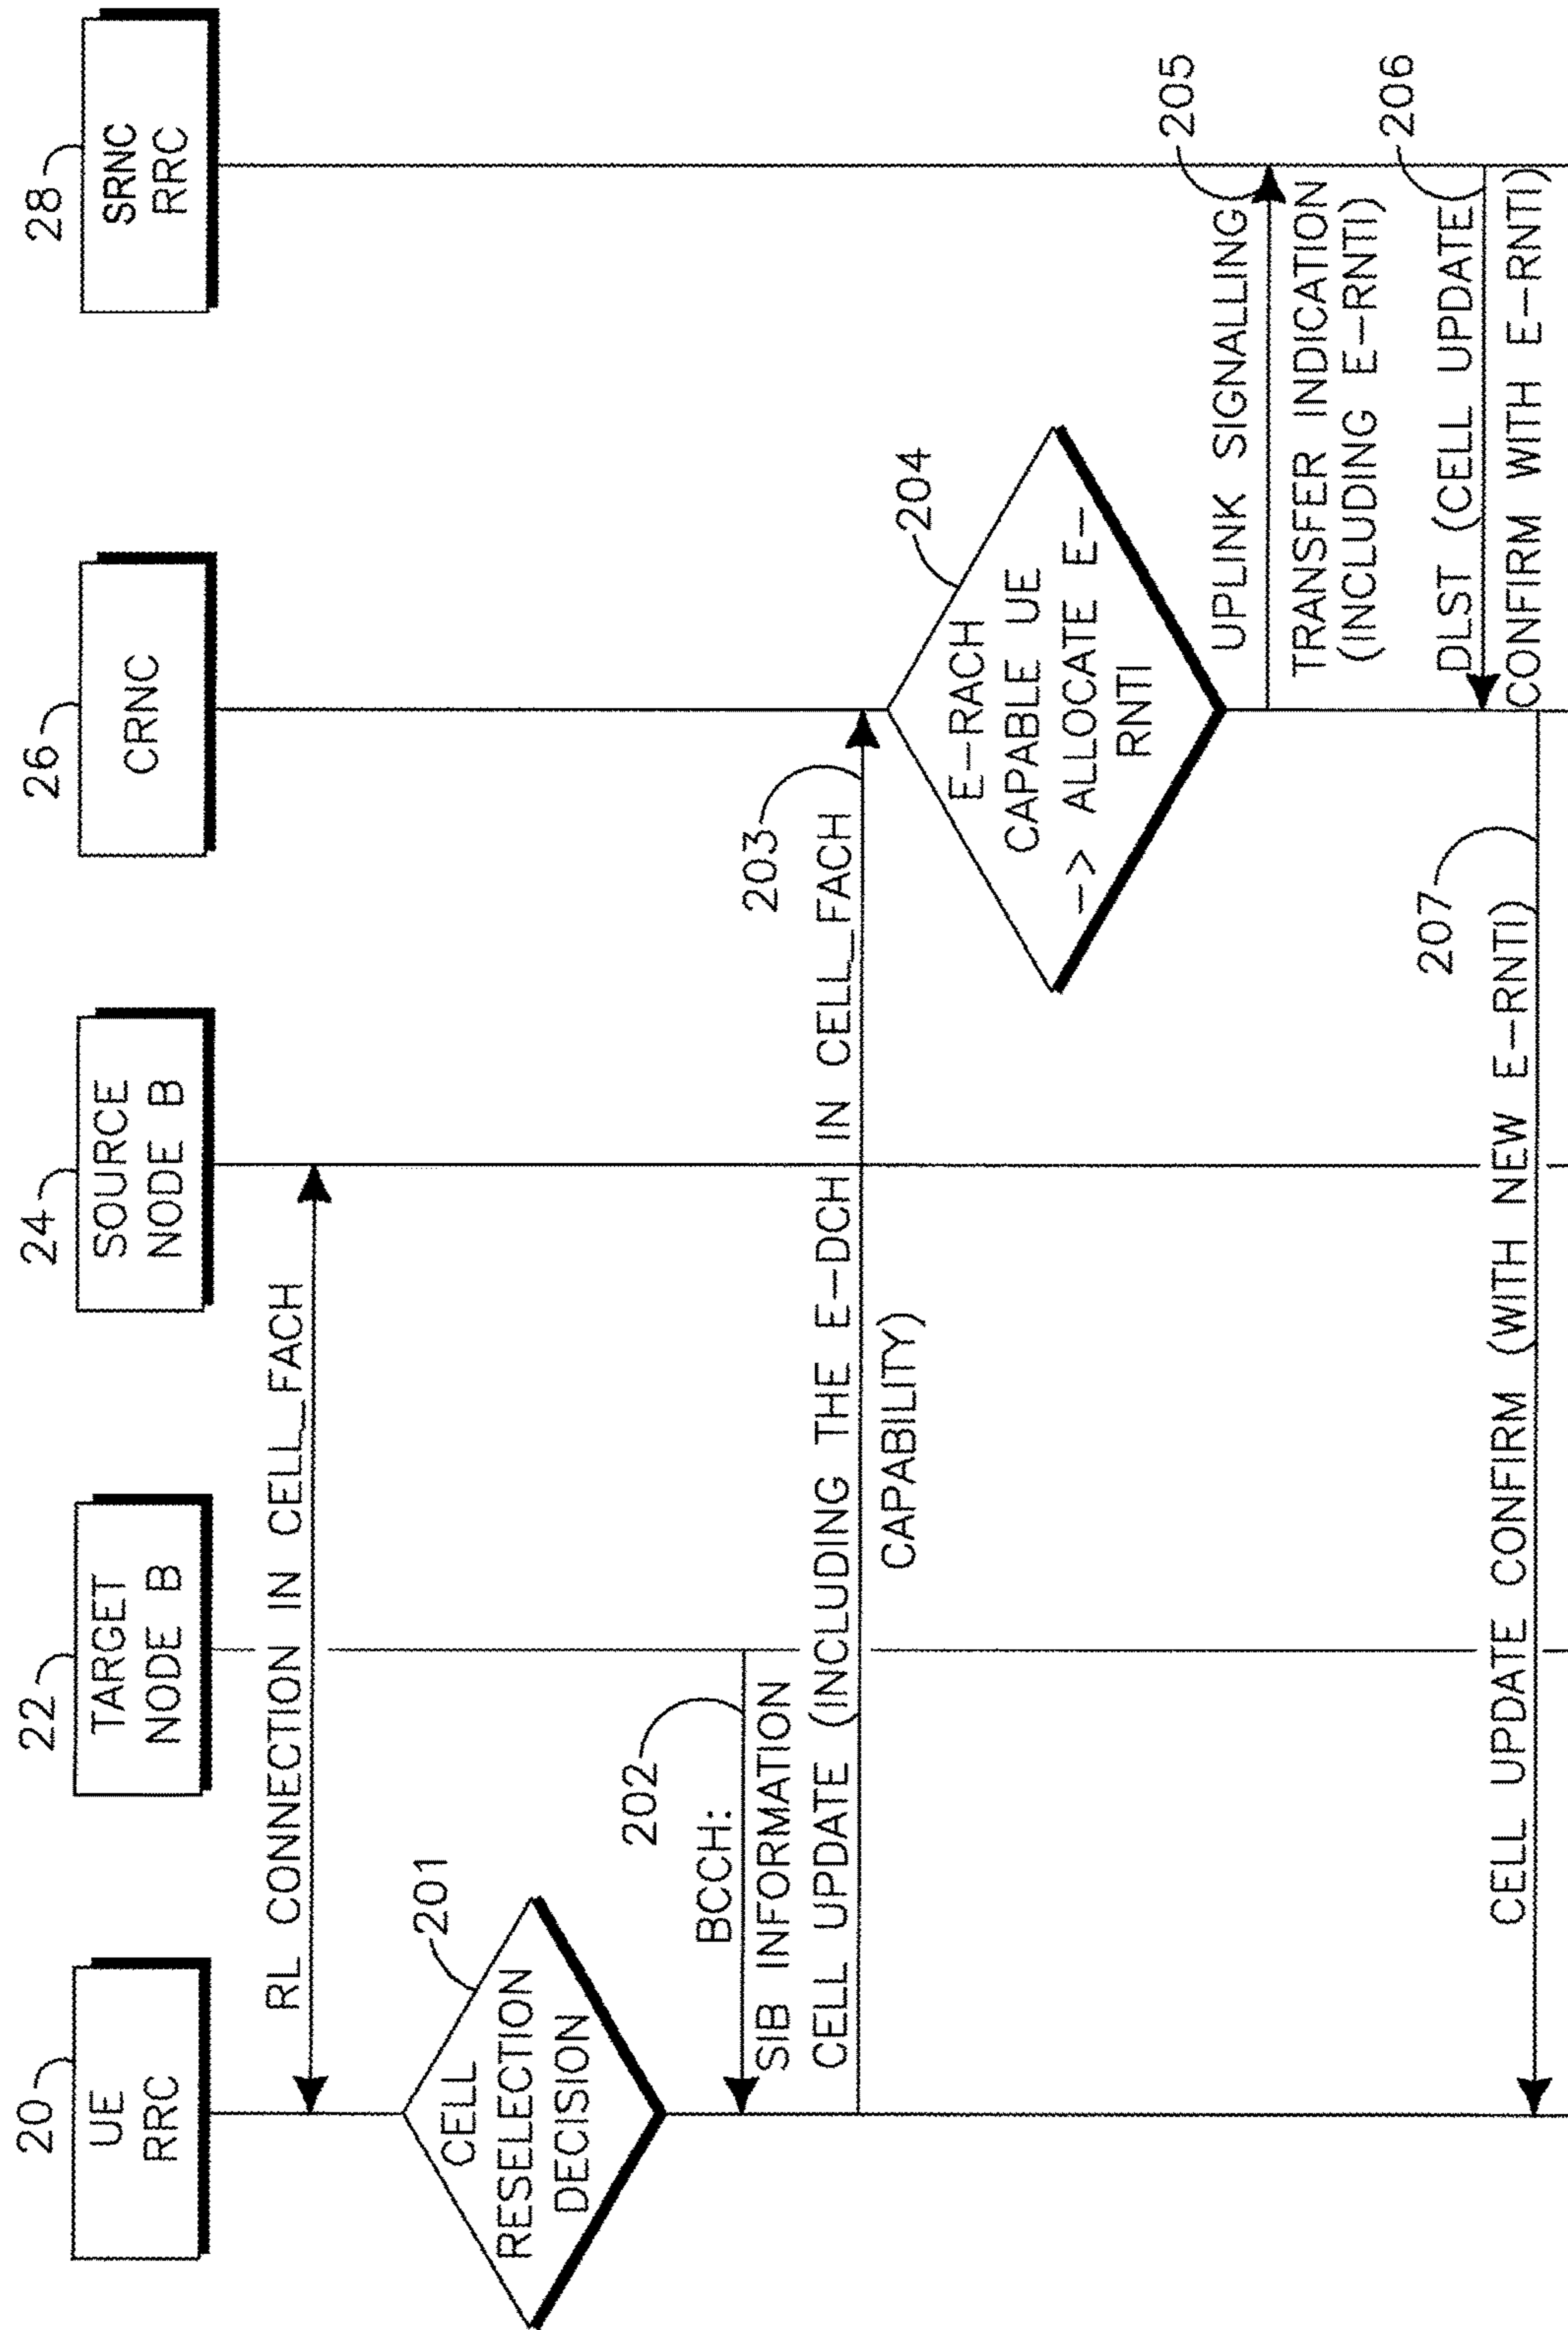 20
UE
RRC
22
TARGET
NODE B
24
SOURCE
NODE B
26
CRNC
28
SRNC
RRC
RL CONNECTION IN CELL_FACH
CELL
RESELECTION
DECISION
201
202
BCCH:
SIB INFORMATION
203
CELL UPDATE (INCLUDING THE E-DCH IN CELL_FACH
CAPABILITY)
204
E-RACH
CAPABLE UE
-> ALLOCATE E-
RNTI
205
UPLINK SIGNALLING
TRANSFER INDICATION
(INCLUDING E-RNTI)
206
DLST (CELL UPDATE
CONFIRM WITH E-RNTI)
207
CELL UPDATE CONFIRM (WITH NEW E-RNTI)